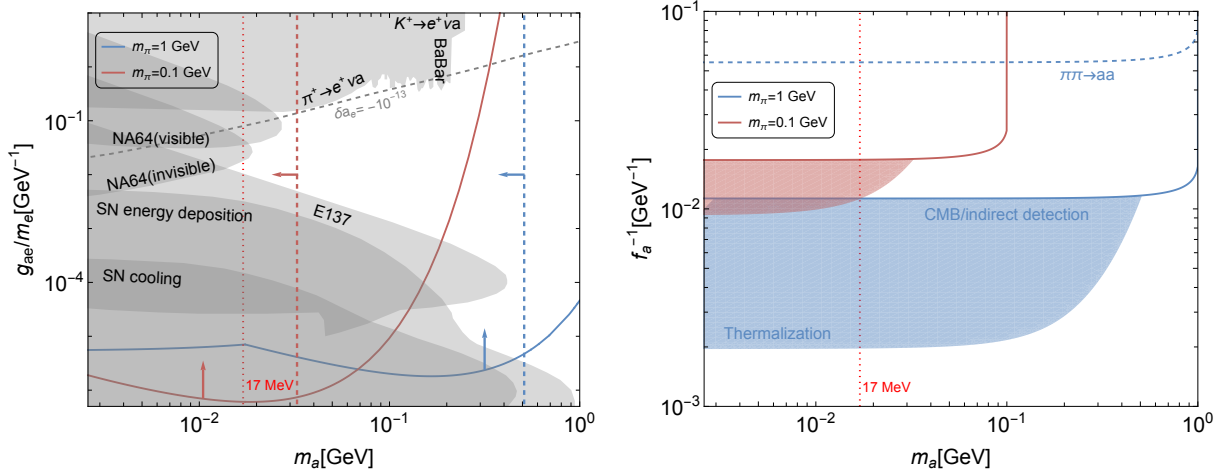 10⁻¹
10⁻⁴
g_ae/m_e[GeV⁻¹]
m_π=1 GeV
m_π=0.1 GeV
K⁺→e⁺νa
BaBar
π⁺→e⁺νa
δa_e=−10⁻¹³
NA64(visible)
NA64(invisible)
SN energy deposition
E137
SN cooling
17 MeV
10⁻²
10⁻¹
10⁰
m_a[GeV]
10⁻¹
10⁻²
10⁻³
f_a⁻¹[GeV⁻¹]
ππ→aa
m_π=1 GeV
m_π=0.1 GeV
CMB/indirect detection
Thermalization
17 MeV
10⁻²
10⁻¹
10⁰
m_a[GeV]